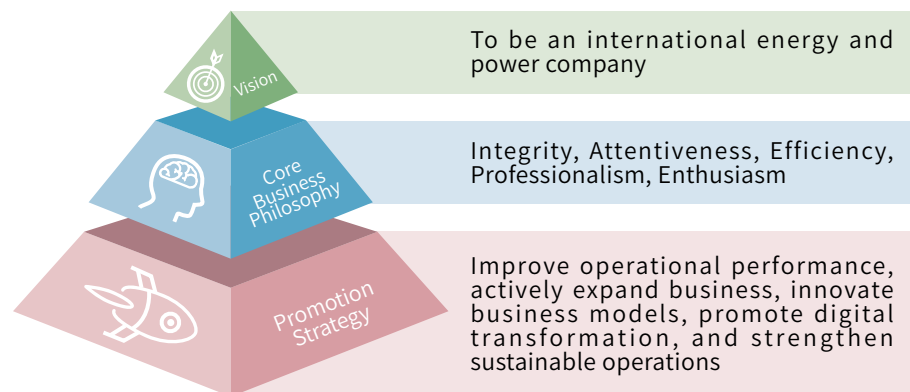 Vision
To be an international energy and
power company
Core
Business
Philosophy
Integrity, Attentiveness, Efficiency,
Professionalism, Enthusiasm
Promotion
Strategy
Improve operational performance,
actively expand business, innovate
business models, promote digital
transformation, and strengthen
sustainable operations